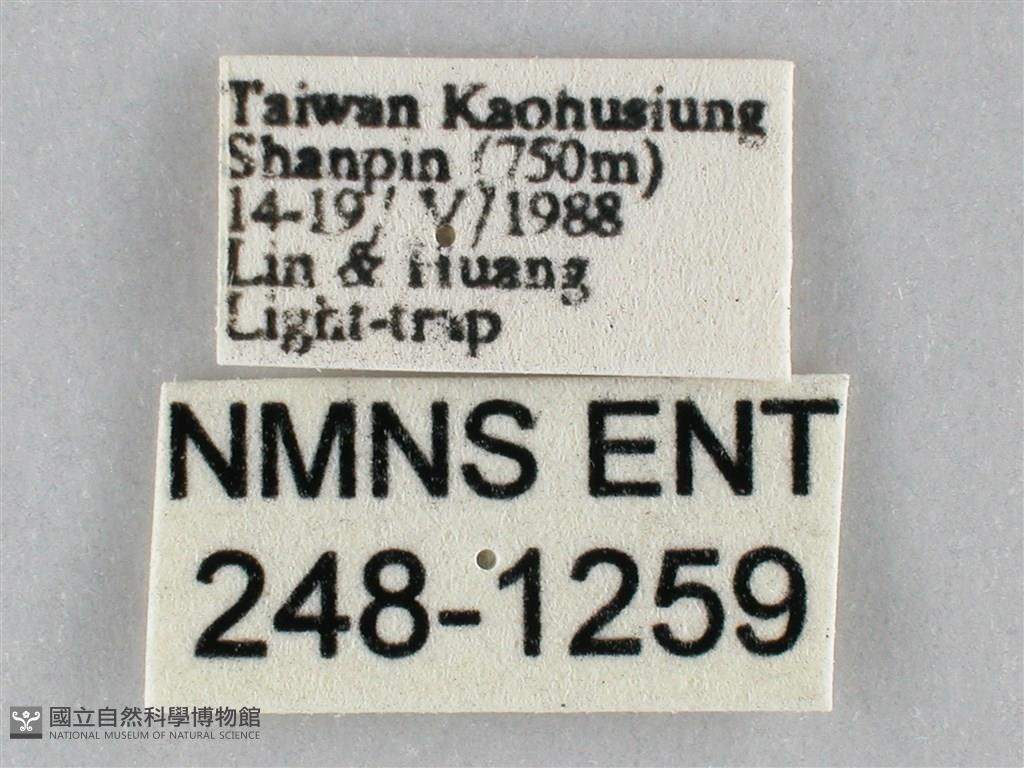 Taiwan Kaohusiung
Shanpin (750m)
14-19/ V/1988
Lin & Huang
Light-trap
NMNS ENT
248-1259
國立自然科學博物館
NATIONAL MUSEUM OF NATURAL SCIENCE